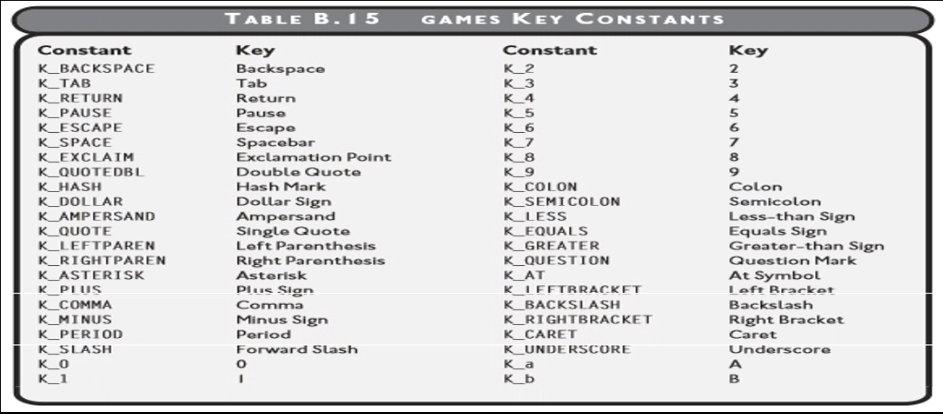 TABLE B.15 GAMES KEY CONSTANTS
Constant Key Constant Key
K_BACKSPACE Backspace K_2 2
K_TAB Tab K_3 3
K_RETURN Return K_4 4
K_PAUSE Pause K_5 5
K_ESCAPE Escape K_6 6
K_SPACE Spacebar K_7 7
K_EXCLAIM Exclamation Point K_8 8
K_QUOTEDBL Double Quote K_9 9
K_HASH Hash Mark K_COLON Colon
K_DOLLAR Dollar Sign K_SEMICOLON Semicolon
K_AMPERSAND Ampersand K_LESS Less-than Sign
K_QUOTE Single Quote K_EQUALS Equals Sign
K_LEFTPAREN Left Parenthesis K_GREATER Greater-than Sign
K_RIGHTPAREN Right Parenthesis K_QUESTION Question Mark
K_ASTERISK Asterisk K_AT At Symbol
K_PLUS Plus Sign K_LEFTBRACKET Left Bracket
K_COMMA Comma K_BACKSLASH Backslash
K_MINUS Minus Sign K_RIGHTBRACKET Right Bracket
K_PERIOD Period K_CARET Caret
K_SLASH Forward Slash K_UNDERSCORE Underscore
K_0 0 K_a A
K_1 1 K_b B